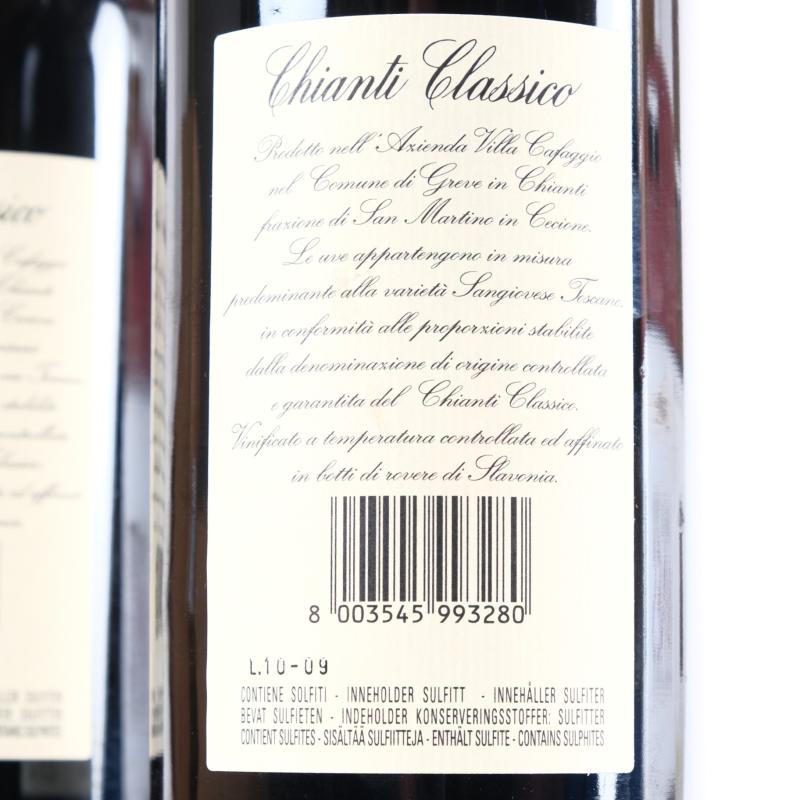 Chianti Classico
Prodotto nell'Azienda Villa Cafaggio
nel Comune di Greve in Chianti
frazione di San Martino in Cecione.
Le uve appartengono in misura
predominante alla varietà Sangiovese Toscano,
in conformità alle proporzioni stabilite
dalla denominazione di origine controllata
e garantita del Chianti Classico.
Vinificato a temperatura controllata ed affinato
in botti di rovere di Slavonia.
8 003545 993280
L.10-09
CONTIENE SOLFITI - INNEHOLDER SULFITT - INNEHÅLLER SULFITER
BEVAT SULFIETEN - INDEHOLDER KONSERVERINGSSTOFFER: SULFITTER
CONTIENT SULFITES - SISÄLTÄÄ SULFIITTEJA - ENTHÄLT SULFITE - CONTAINS SULPHITES